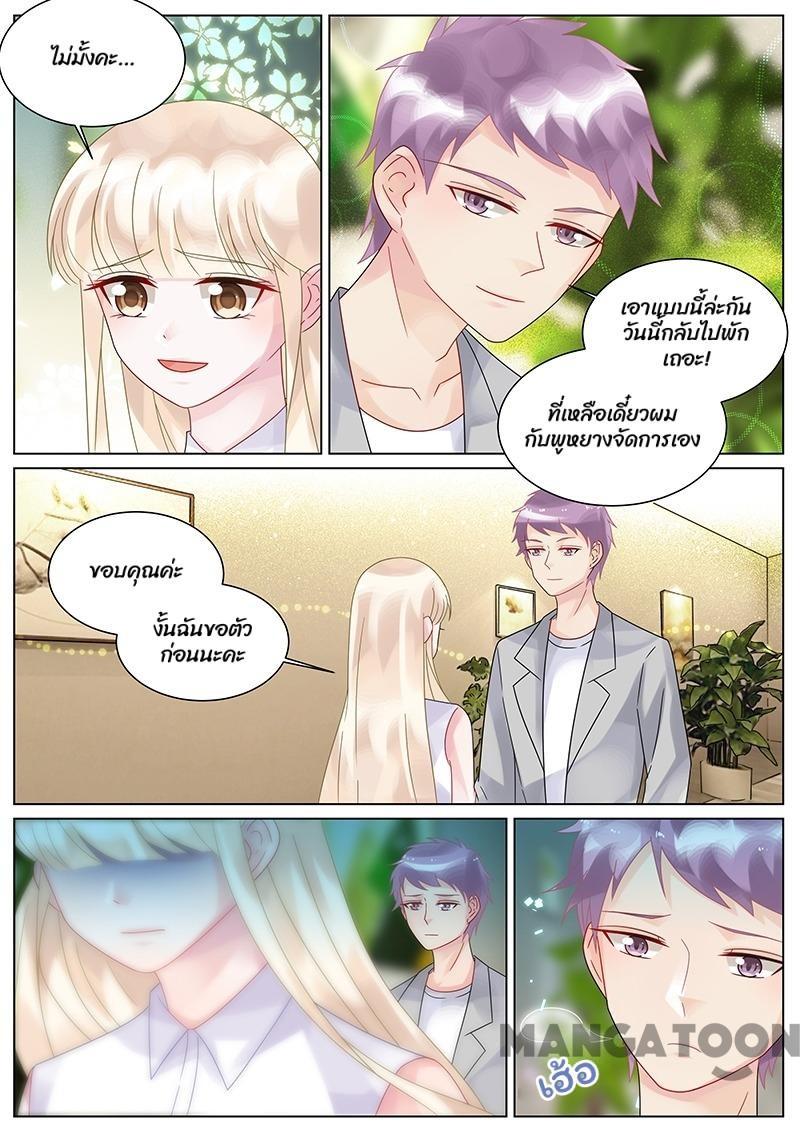 ไม่มั้งคะ...
เอาแบบนี้ล่ะกัน
วันนี้กลับไปพัก
เถอะ!
ที่เหลือเดี๋ยวผม
กับพูหยางจัดการเอง
ขอบคุณค่ะ
งั้นฉันขอตัว
ก่อนนะคะ
MANGATOON
เฮ้อ